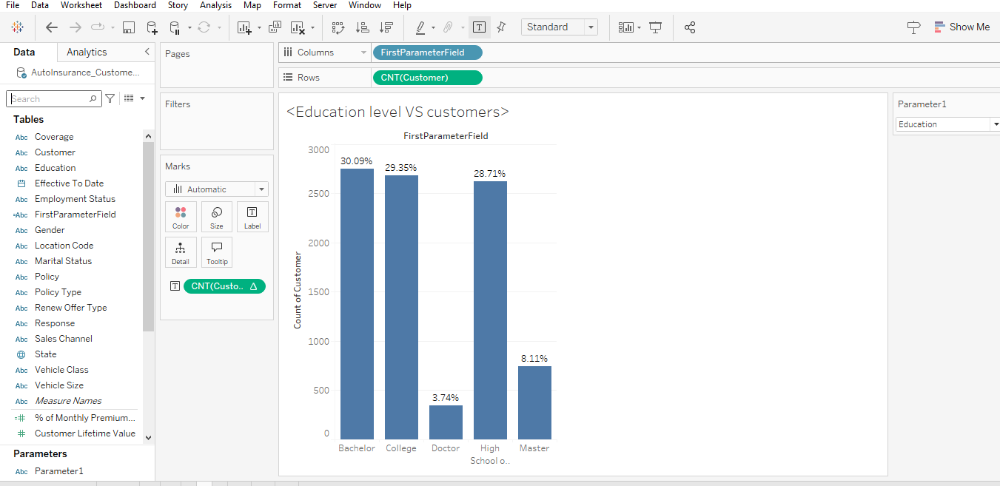 File Data Worksheet Dashboard Story Analysis Map Format Server Window Help
Standard
Show Me
Data Analytics
AutoInsurance_Custome...
Search
Tables
Abc Coverage
Abc Customer
Abc Education
Effective To Date
Abc Employment Status
=Abc FirstParameterField
Abc Gender
Abc Location Code
Abc Marital Status
Abc Policy
Abc Policy Type
Abc Renew Offer Type
Abc Response
Abc Sales Channel
State
Abc Vehicle Class
Abc Vehicle Size
Abc Measure Names
=# % of Monthly Premium...
# Customer Lifetime Value
Parameters
Abc Parameter1
Pages
Filters
Marks
Automatic
Color Size Label
Detail Tooltip
T CNT(Custo.. Δ
Columns FirstParameterField
Rows CNT(Customer)
<Education level VS customers>
FirstParameterField
Count of Customer
3000
2500
2000
1500
1000
500
0
30.09% 29.35% 3.74% 28.71% 8.11%
Bachelor College Doctor High School o.. Master
Parameter1
Education